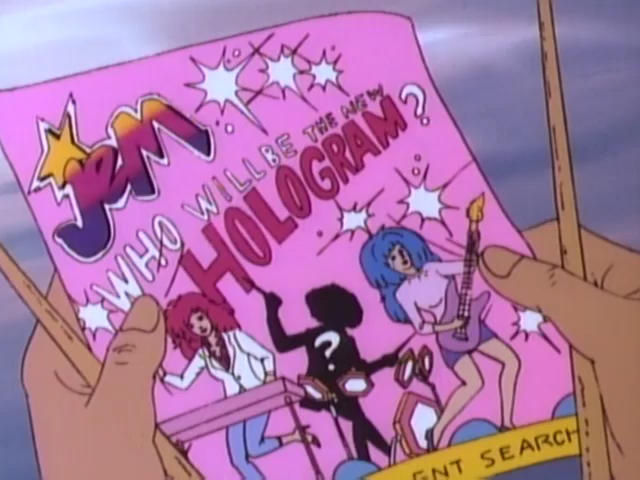 Jem
WHO WILL BE THE NEW
HOLOGRAM?
?
ENT SEARCH